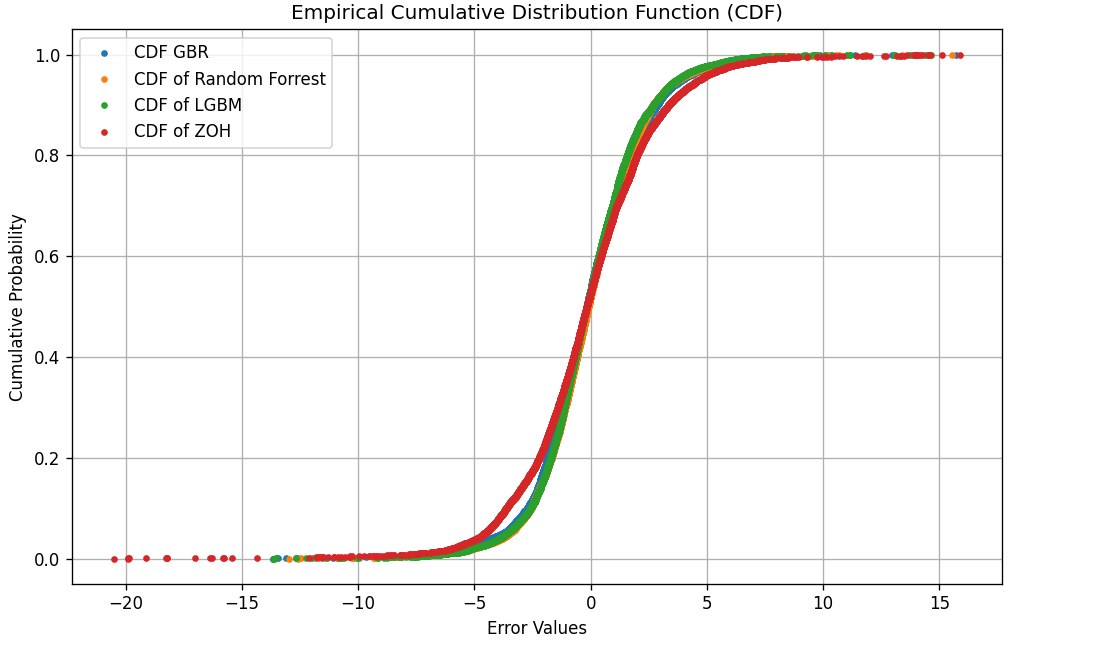 Empirical Cumulative Distribution Function (CDF)
CDF GBR
CDF of Random Forrest
CDF of LGBM
CDF of ZOH
Cumulative Probability
1.0
0.8
0.6
0.4
0.2
0.0
−20 −15 −10 −5 0 5 10 15
Error Values